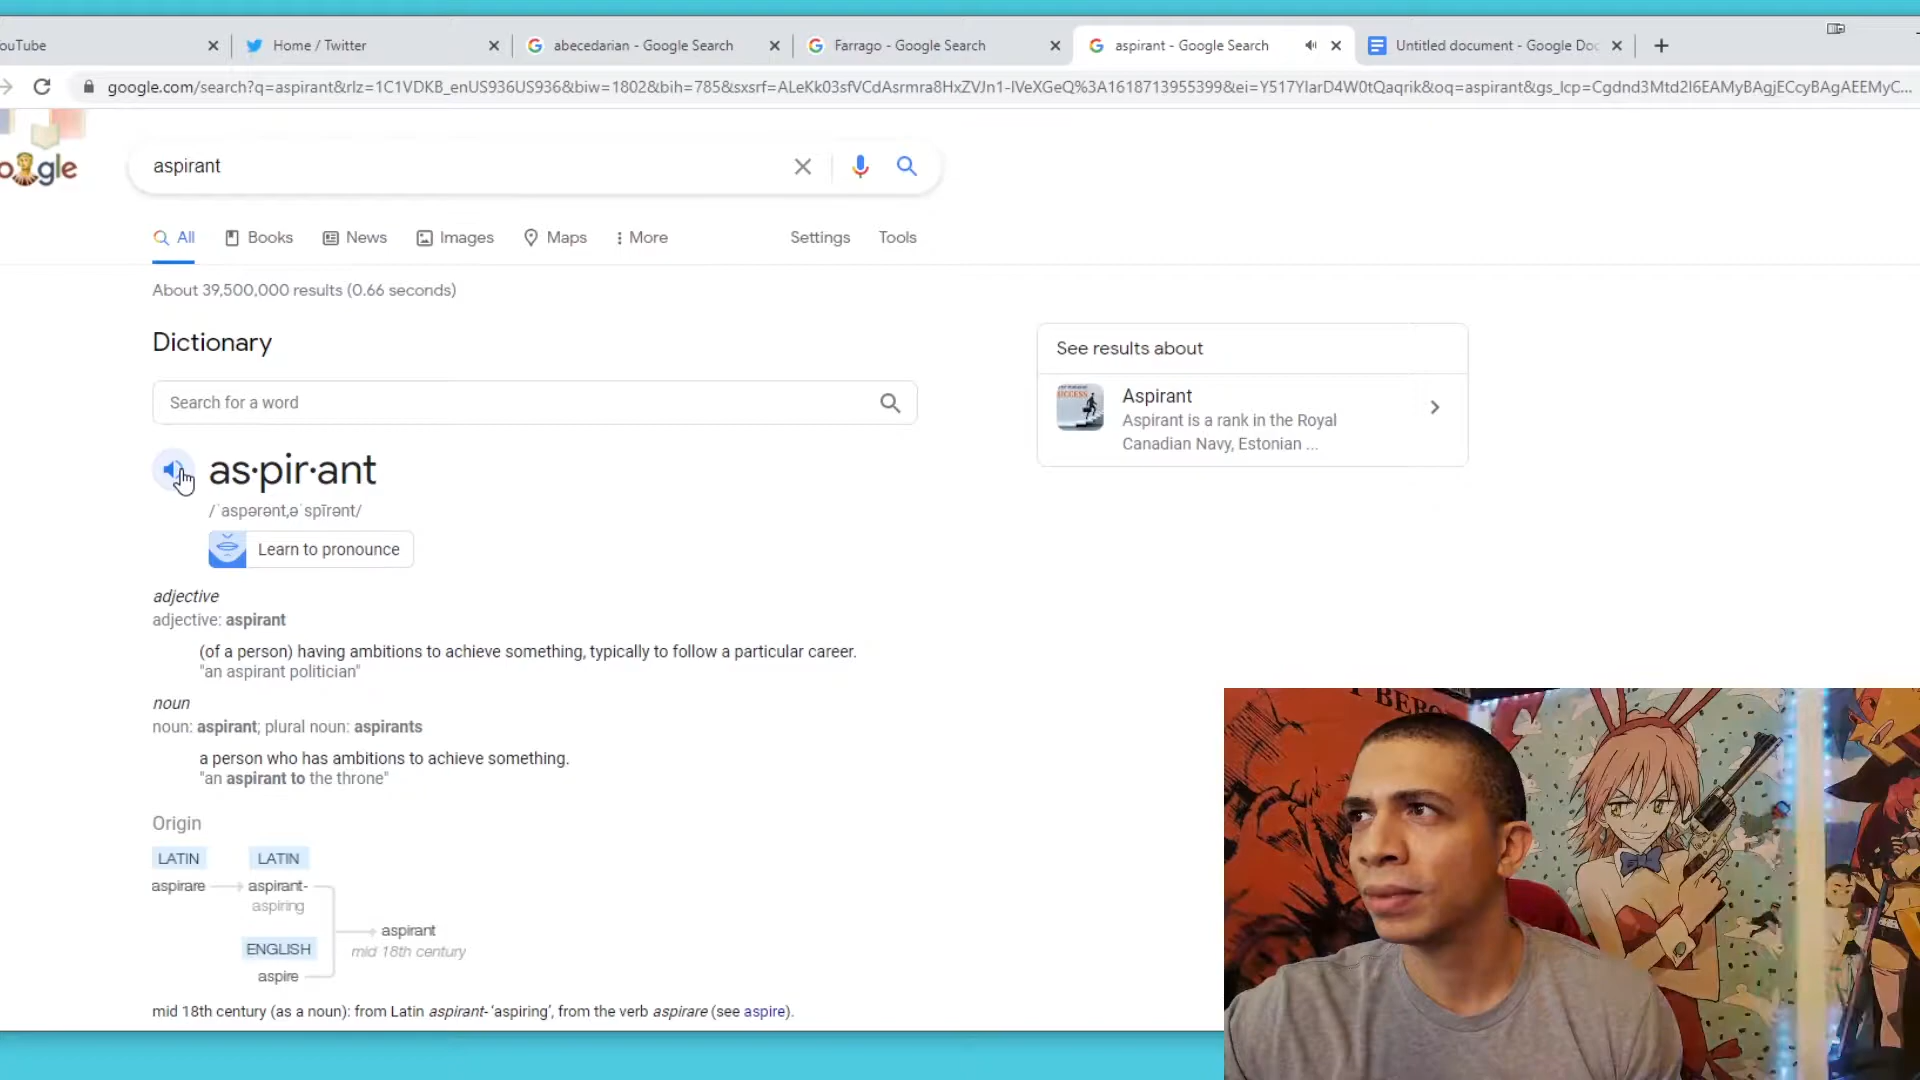 ouTube
Home / Twitter
abecedarian - Google Search
Farrago - Google Search
aspirant - Google Search
Untitled document - Google Doc
google.com/search?q=aspirant&rlz=1C1VDKB_enUS936US936&biw=1802&bih=785&sxsrf=ALeKk03sfVCdAsrmra8HxZVJn1-IVeXGeQ%3A1618713955399&ei=Y517YIarD4W0tQaqrik&oq=aspirant&gs_lcp=Cgdnd3Mtd2l6EAMyBAgjECcyBAgAEEMyC...
oogle
aspirant
All
Books
News
Images
Maps
More
Settings
Tools
About 39,500,000 results (0.66 seconds)
Dictionary
Search for a word
as·pir·ant
/ˈaspərənt,əˈspīrənt/
Learn to pronounce
adjective
adjective: aspirant
(of a person) having ambitions to achieve something, typically to follow a particular career.
"an aspirant politician"
noun
noun: aspirant; plural noun: aspirants
a person who has ambitions to achieve something.
"an aspirant to the throne"
Origin
LATIN
LATIN
aspirare
aspirant-
aspiring
ENGLISH
aspire
aspirant
mid 18th century
mid 18th century (as a noun): from Latin aspirant- ‘aspiring’, from the verb aspirare (see aspire).
See results about
Aspirant
Aspirant is a rank in the Royal
Canadian Navy, Estonian ...